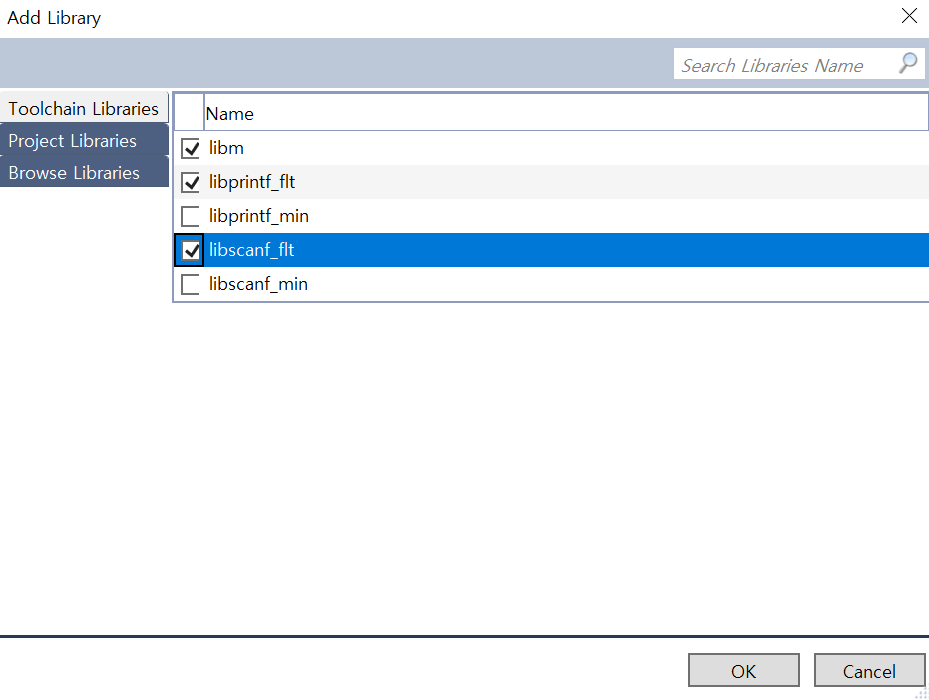 Add Library
Search Libraries Name
Toolchain Libraries
Project Libraries
Browse Libraries
Name
libm
libprintf_flt
libprintf_min
libscanf_flt
libscanf_min
OK
Cancel